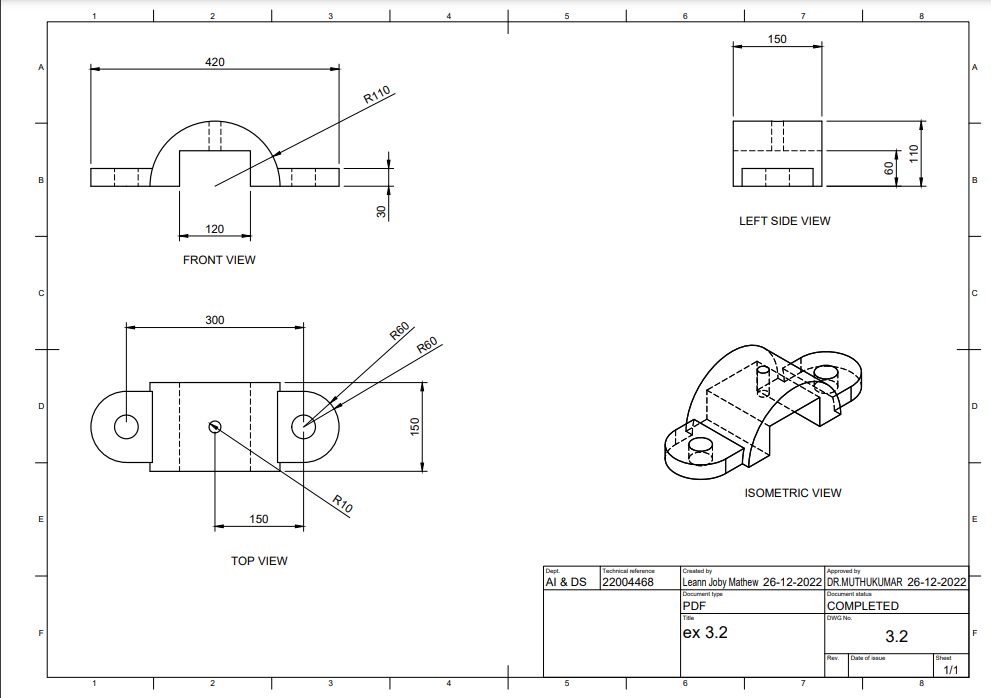 1 2 3 4 5 6 7 8
A A
B B
C C
D D
E E
F F
420
R110
30
120
FRONT VIEW
150
60
110
LEFT SIDE VIEW
300
R60
R60
150
R10
150
TOP VIEW
ISOMETRIC VIEW
Dept. Technical reference Created by Approved by
AI & DS 22004468 Leann Joby Mathew 26-12-2022 DR.MUTHUKUMAR 26-12-2022
Document type Document status
PDF COMPLETED
Title DWG No.
ex 3.2 3.2
Rev. Date of issue Sheet
1/1
1 2 3 4 5 6 7 8